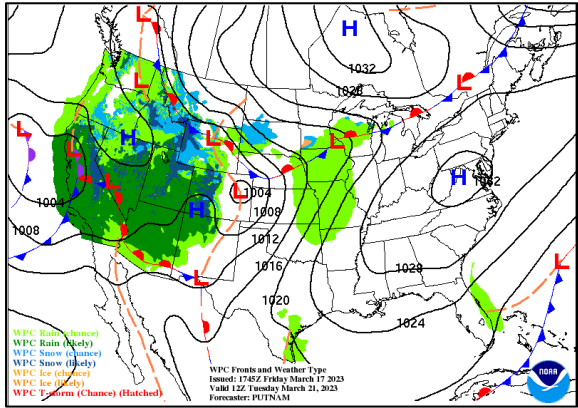 H
L
1032
1028
L
L
L
L
H
L
L
L
L
L
1004
H
1032
1004
1008
H
1008
1012
1016
1028
L
L
1020
1024
WPC Rain (chance)
WPC Rain (likely)
WPC Snow (chance)
WPC Snow (likely)
WPC Ice (chance)
WPC Ice (likely)
WPC T-storm (Chance) (Hatched)
WPC Fronts and Weather Type
Issued: 1745Z Friday March 17 2023
Valid 12Z Tuesday March 21, 2023
Forecaster: PUTNAM
NOAA